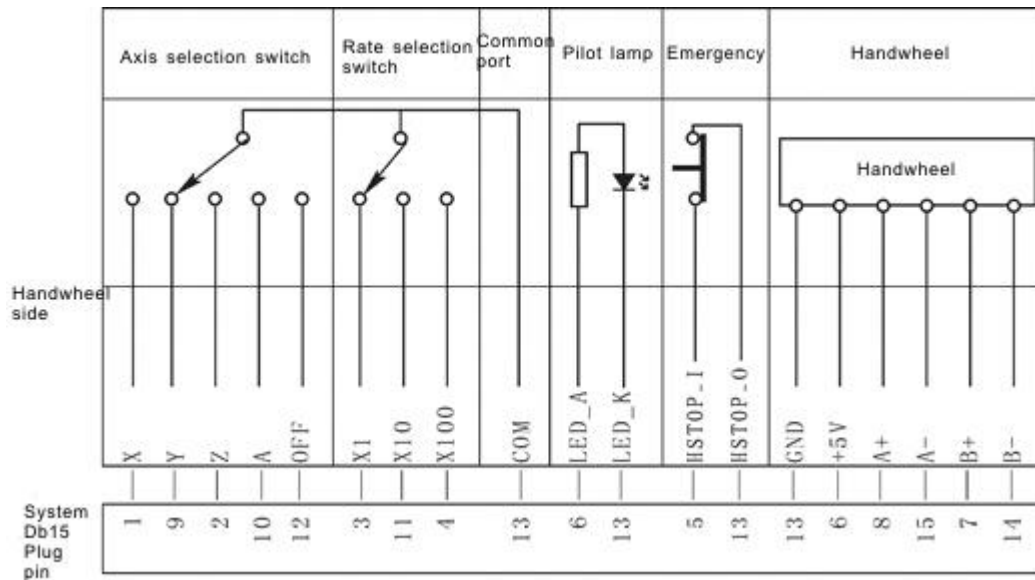 Axis selection switch
Rate selection
switch
Common
port
Pilot lamp
Emergency
Handwheel
Handwheel
Handwheel
side
X
Y
Z
A
OFF
X1
X10
X100
COM
LED_A
LED_K
HSTOP-I
HSTOP-O
GND
+5V
A+
A-
B+
B-
System
Db15
Plug
pin
1
9
2
10
12
3
11
4
13
6
13
5
13
13
6
8
15
7
14